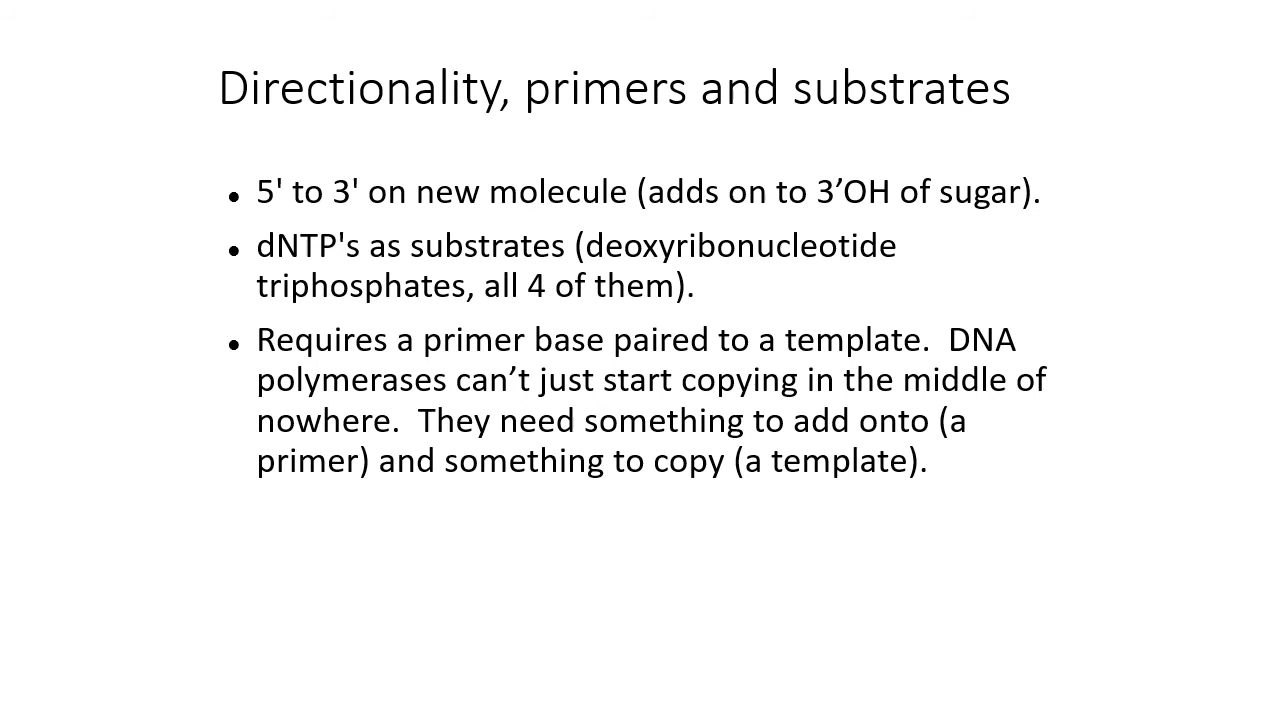 Directionality, primers and substrates
• 5' to 3' on new molecule (adds on to 3’OH of sugar).
• dNTP's as substrates (deoxyribonucleotide
triphosphates, all 4 of them).
• Requires a primer base paired to a template.  DNA
polymerases can’t just start copying in the middle of
nowhere.  They need something to add onto (a
primer) and something to copy (a template).